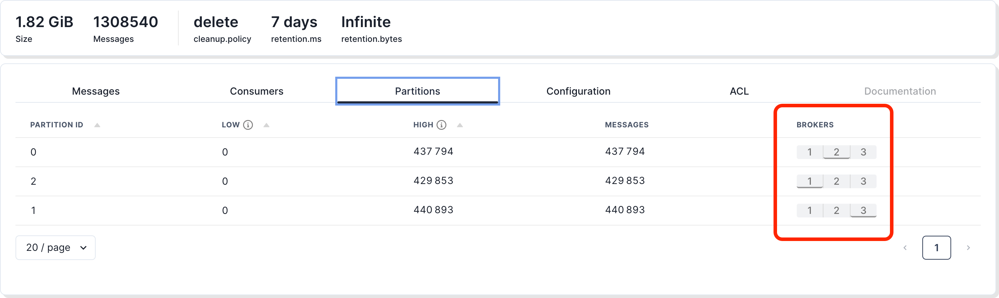 1.82 GiB 1308540 delete 7 days Infinite
Size Messages cleanup.policy retention.ms retention.bytes
Messages Consumers Partitions Configuration ACL Documentation
PARTITION ID LOW HIGH MESSAGES BROKERS
0 0 437 794 437 794 1 2 3
2 0 429 853 429 853 1 2 3
1 0 440 893 440 893 1 2 3
20 / page 1